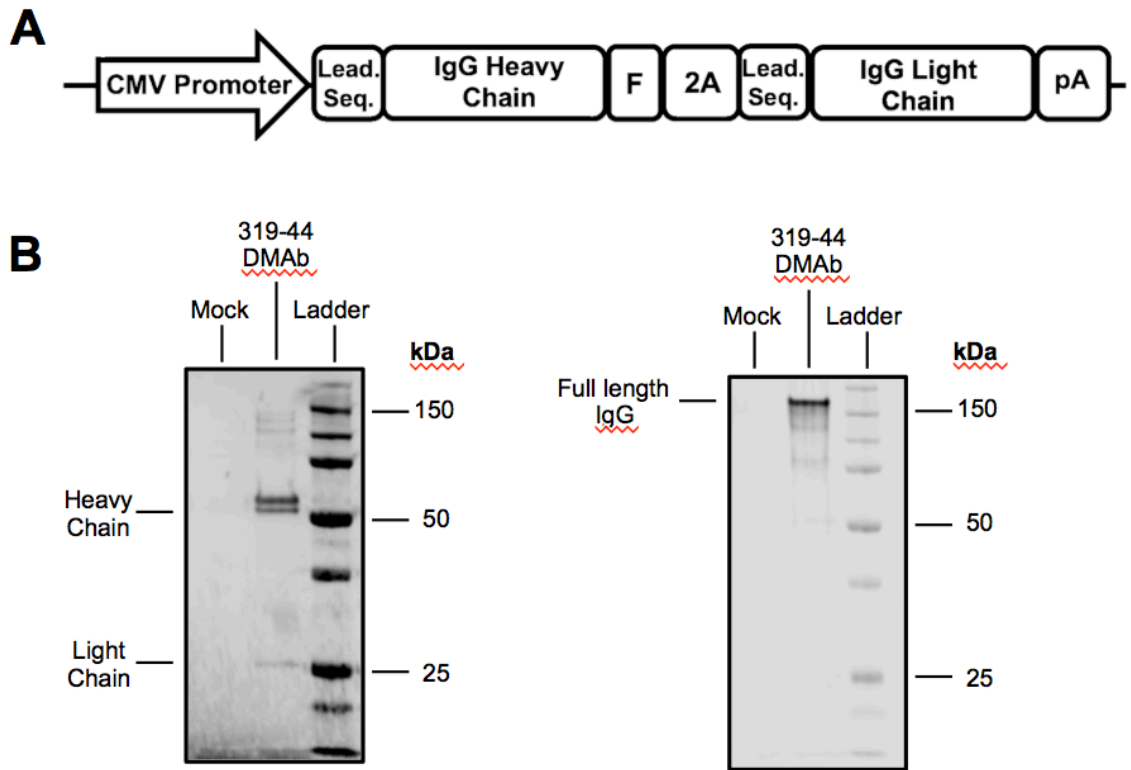 A
CMV Promoter
Lead.
Seq.
IgG Heavy
Chain
F
2A
Lead.
Seq.
IgG Light
Chain
pA
B
319-44
DMAb
Mock
Ladder
kDa
150
50
25
Heavy
Chain
Light
Chain
319-44
DMAb
Mock
Ladder
kDa
Full length
IgG
150
50
25